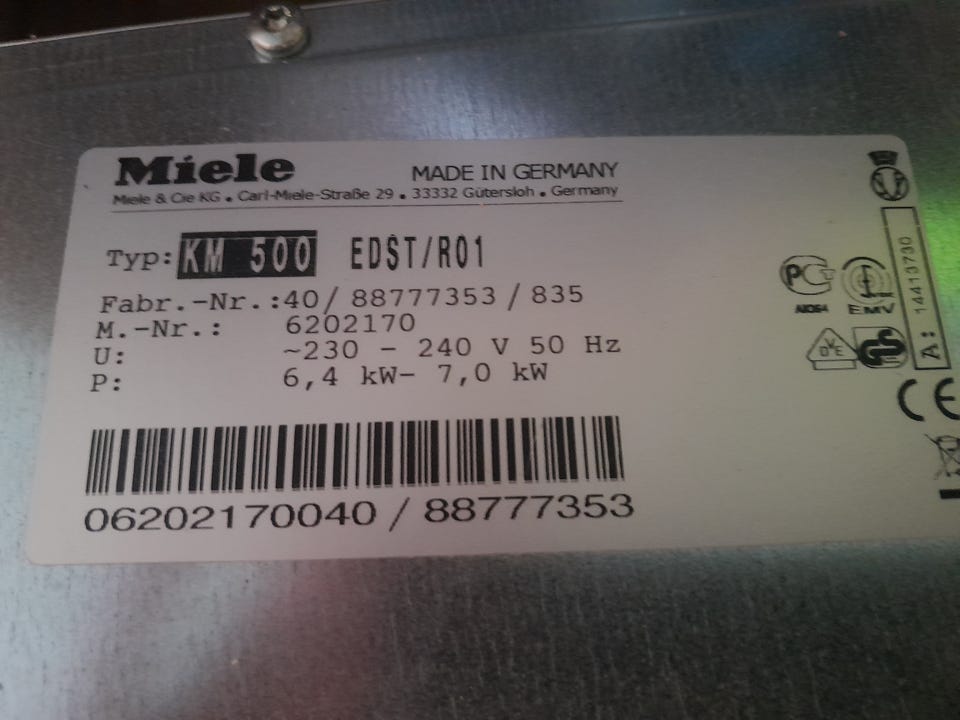 Miele
MADE IN GERMANY
Miele & Cie KG . Carl-Miele-Straße 29 . 33332 Gütersloh . Germany
Typ: KM 500 EDST/R01
Fabr.-Nr.:40/ 88777353 / 835
M.-Nr.: 6202170
U: ~230 - 240 V 50 Hz
P: 6,4 kW- 7,0 kW
06202170040 / 88777353
A: 14413730
EMV
VDE
CE